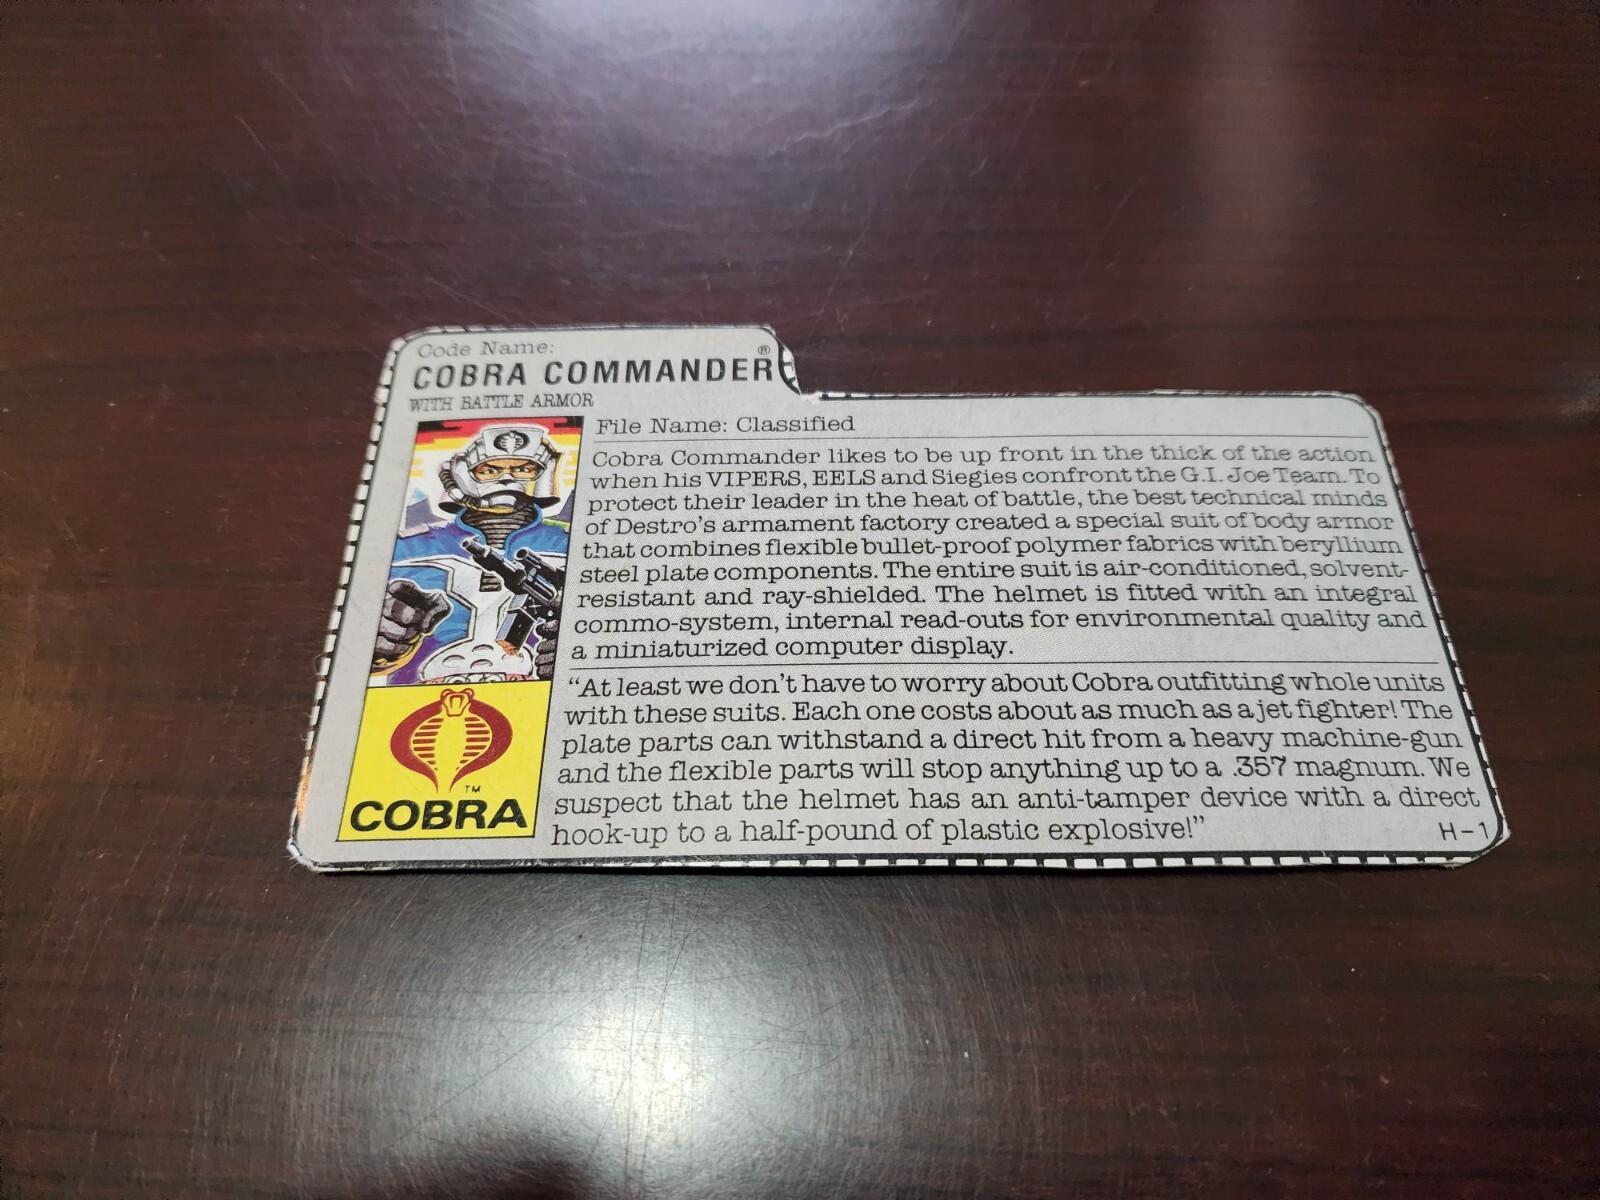 Code Name:
COBRA COMMANDER®
WITH BATTLE ARMOR
File Name: Classified
Cobra Commander likes to be up front in the thick of the action
when his VIPERS, EELS and Siegies confront the G.I. Joe Team. To
protect their leader in the heat of battle, the best technical minds
of Destro's armament factory created a special suit of body armor
that combines flexible bullet-proof polymer fabrics with beryllium
steel plate components. The entire suit is air-conditioned, solvent-
resistant and ray-shielded. The helmet is fitted with an integral
commo-system, internal read-outs for environmental quality and
a miniaturized computer display.
"At least we don't have to worry about Cobra outfitting whole units
with these suits. Each one costs about as much as a jet fighter! The
plate parts can withstand a direct hit from a heavy machine-gun
and the flexible parts will stop anything up to a .357 magnum. We
suspect that the helmet has an anti-tamper device with a direct
hook-up to a half-pound of plastic explosive!"
TM
COBRA
H-1